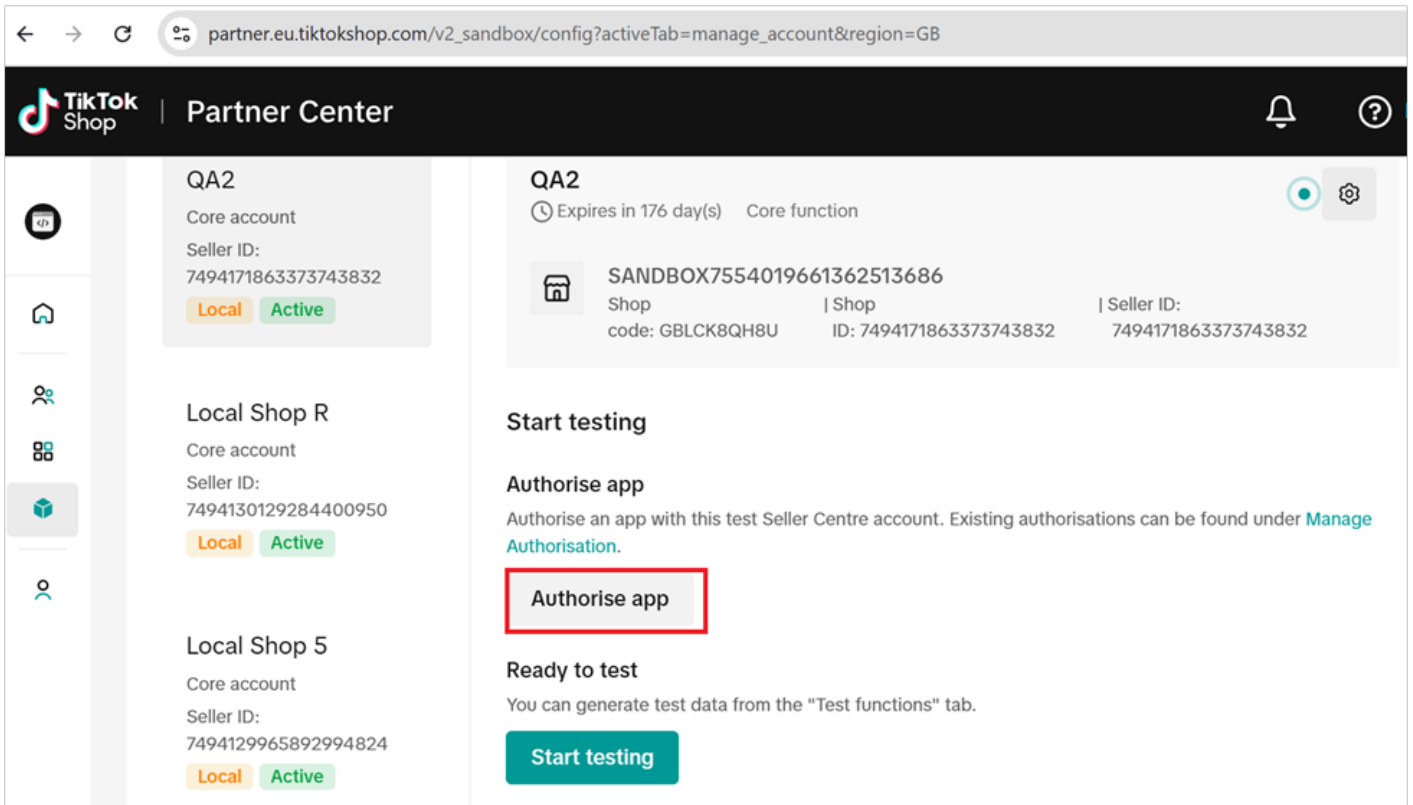 partner.eu.tiktokshop.com/v2_sandbox/config?activeTab=manage_account&region=GB
TikTok
Shop
Partner Center
QA2
Core account
Seller ID:
7494171863373743832
Local Active
Local Shop R
Core account
Seller ID:
7494130129284400950
Local Active
Local Shop 5
Core account
Seller ID:
7494129965892994824
Local Active
QA2
Expires in 176 day(s) Core function
SANDBOX7554019661362513686
Shop | Shop | Seller ID:
code: GBLCK8QH8U ID: 7494171863373743832 7494171863373743832
Start testing
Authorise app
Authorise an app with this test Seller Centre account. Existing authorisations can be found under Manage
Authorisation.
Authorise app
Ready to test
You can generate test data from the "Test functions" tab.
Start testing